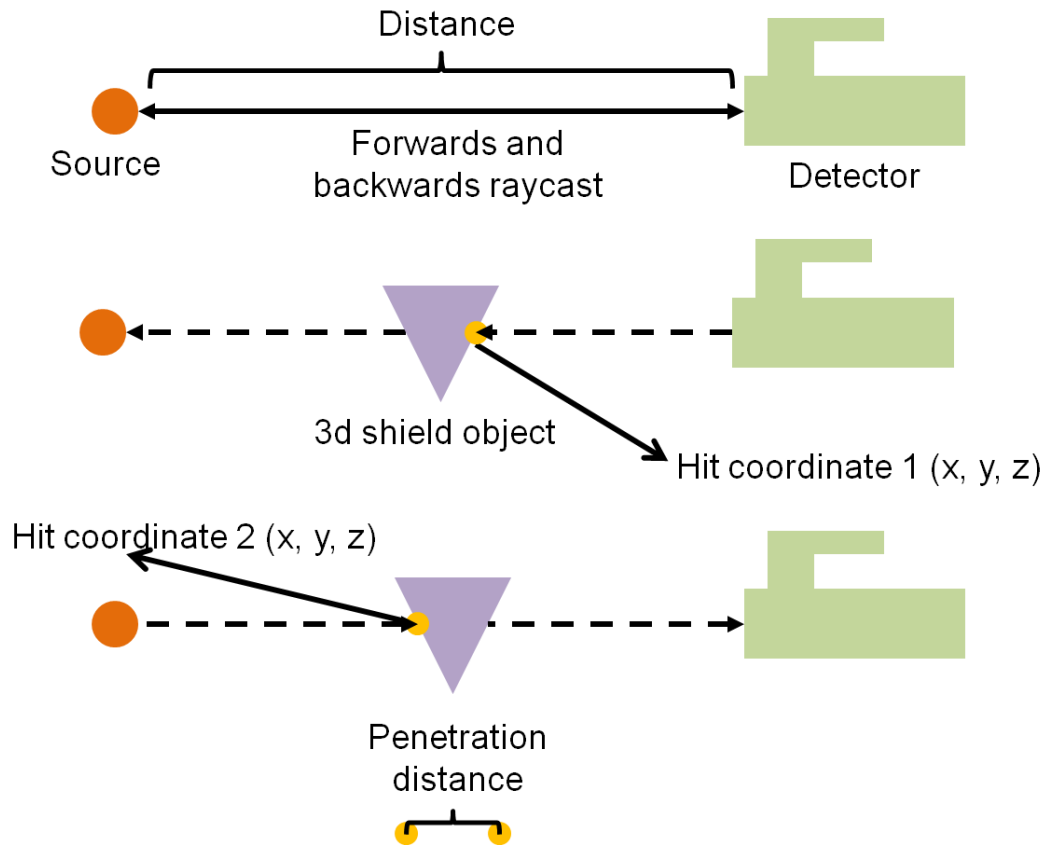 Distance
Source
Forwards and
backwards raycast
Detector
3d shield object
Hit coordinate 1 (x, y, z)
Hit coordinate 2 (x, y, z)
Penetration
distance